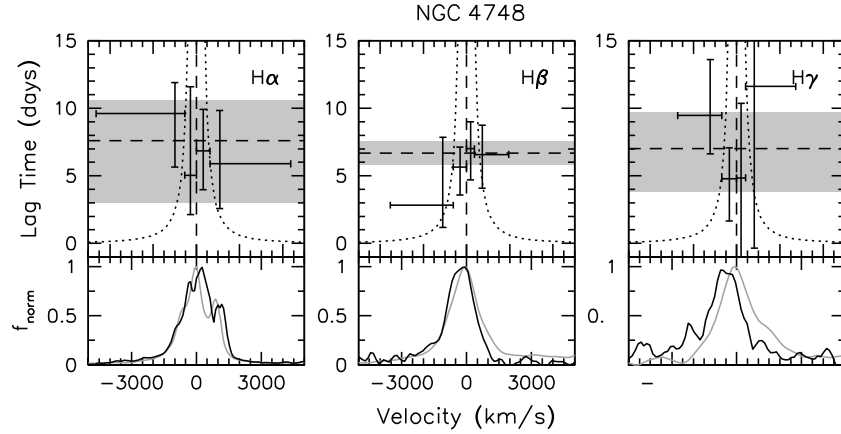 NGC 4748
15 15 15
Hα Hβ Hγ
10 10 10
Lag Time (days)
5 5 5
0 0 0
1 1 1
f_norm
0.5 0.5 0.
0 0 0
−3000 0 3000 −3000 0 3000 −
Velocity (km/s)